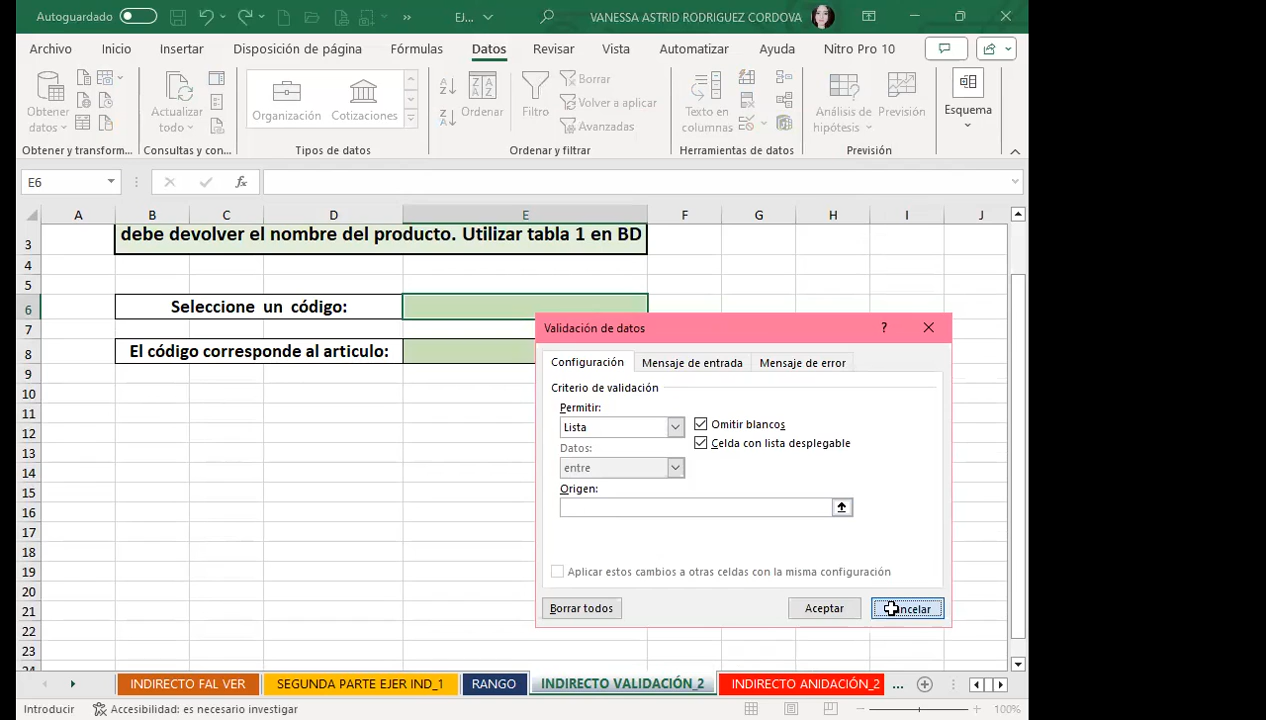 Autoguardado
»
EJ...
VANESSA ASTRID RODRIGUEZ CORDOVA
Archivo Inicio Insertar Disposición de página Fórmulas Datos Revisar Vista Automatizar Ayuda Nitro Pro 10
Obtener datos
Actualizar todo
Organización
Cotizaciones
Ordenar
Filtro
Borrar
Volver a aplicar
Avanzadas
Texto en columnas
Análisis de hipótesis
Previsión
Esquema
Obtener y transform...
Consultas y con...
Tipos de datos
Ordenar y filtrar
Herramientas de datos
Previsión
E6
fx
A B C D E F G H I J
3 debe devolver el nombre del producto. Utilizar tabla 1 en BD
4
5
6 Seleccione un código:
7
8 El código corresponde al articulo:
9
10
11
12
13
14
15
16
17
18
19
20
21
22
23
24
Validación de datos ?
Configuración Mensaje de entrada Mensaje de error
Criterio de validación
Permitir:
Lista
Omitir blancos
Celda con lista desplegable
Datos:
entre
Origen:
Aplicar estos cambios a otras celdas con la misma configuración
Borrar todos
Aceptar
INDIRECTO FAL VER SEGUNDA PARTE EJER IND_1 RANGO INDIRECTO VALIDACIÓN_2 INDIRECTO ANIDACIÓN_2 ...
Introducir Accesibilidad: es necesario investigar 100%